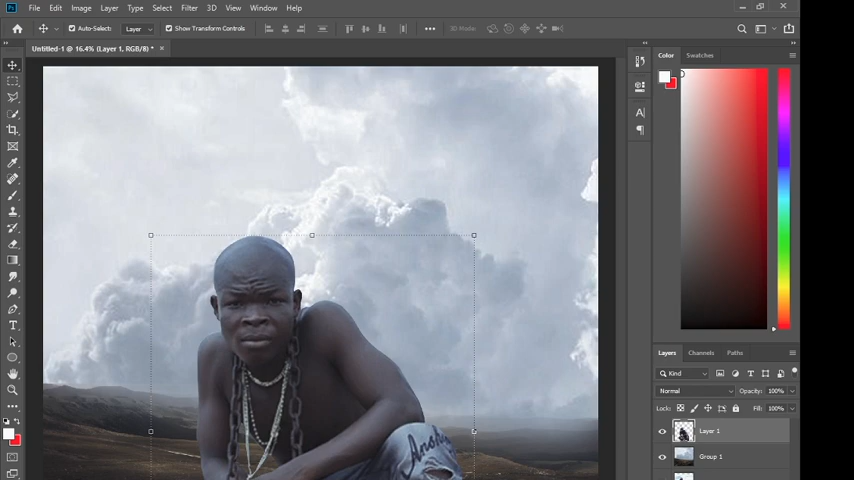 Ps File Edit Image Layer Type Select Filter 3D View Window Help
Auto-Select: Layer Show Transform Controls 3D Mode:
Untitled-1 @ 16.4% (Layer 1, RGB/8) * ×
Color Swatches
Layers Channels Paths
Kind
Normal Opacity: 100%
Lock: Fill: 100%
Layer 1
Group 1